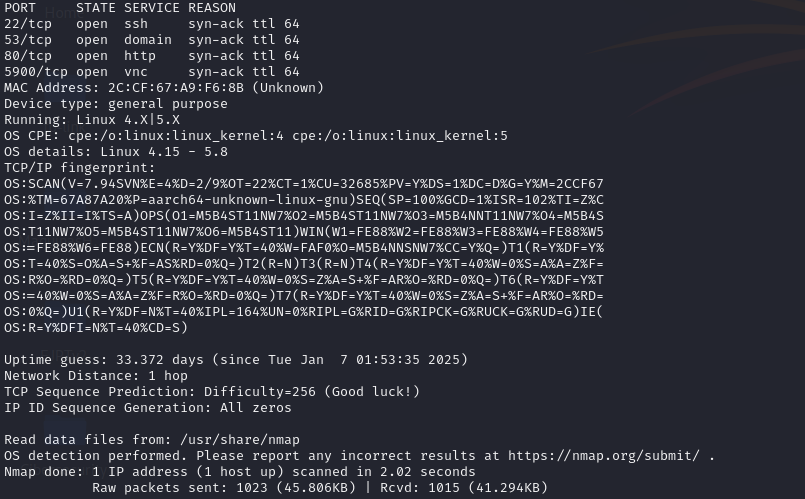 PORT     STATE SERVICE REASON
22/tcp   open  ssh     syn-ack ttl 64
53/tcp   open  domain  syn-ack ttl 64
80/tcp   open  http    syn-ack ttl 64
5900/tcp open  vnc     syn-ack ttl 64
MAC Address: 2C:CF:67:A9:F6:8B (Unknown)
Device type: general purpose
Running: Linux 4.X|5.X
OS CPE: cpe:/o:linux:linux_kernel:4 cpe:/o:linux:linux_kernel:5
OS details: Linux 4.15 - 5.8
TCP/IP fingerprint:
OS:SCAN(V=7.94SVN%E=4%D=2/9%OT=22%CT=1%CU=32685%PV=Y%DS=1%DC=D%G=Y%M=2CCF67
OS:%TM=67A87A20%P=aarch64-unknown-linux-gnu)SEQ(SP=100%GCD=1%ISR=102%TI=Z%C
OS:I=Z%II=I%TS=A)OPS(O1=M5B4ST11NW7%O2=M5B4ST11NW7%O3=M5B4NNT11NW7%O4=M5B4S
OS:T11NW7%O5=M5B4ST11NW7%O6=M5B4ST11)WIN(W1=FE88%W2=FE88%W3=FE88%W4=FE88%W5
OS:=FE88%W6=FE88)ECN(R=Y%DF=Y%T=40%W=FAF0%O=M5B4NNSNW7%CC=Y%Q=)T1(R=Y%DF=Y%
OS:T=40%S=O%A=S+%F=AS%RD=0%Q=)T2(R=N)T3(R=N)T4(R=Y%DF=Y%T=40%W=0%S=A%A=Z%F=
OS:R%O=%RD=0%Q=)T5(R=Y%DF=Y%T=40%W=0%S=Z%A=S+%F=AR%O=%RD=0%Q=)T6(R=Y%DF=Y%T
OS:=40%W=0%S=A%A=Z%F=R%O=%RD=0%Q=)T7(R=Y%DF=Y%T=40%W=0%S=Z%A=S+%F=AR%O=%RD=
OS:0%Q=)U1(R=Y%DF=N%T=40%IPL=164%UN=0%RIPL=G%RID=G%RIPCK=G%RUCK=G%RUD=G)IE(
OS:R=Y%DFI=N%T=40%CD=S)

Uptime guess: 33.372 days (since Tue Jan  7 01:53:35 2025)
Network Distance: 1 hop
TCP Sequence Prediction: Difficulty=256 (Good luck!)
IP ID Sequence Generation: All zeros

Read data files from: /usr/share/nmap
OS detection performed. Please report any incorrect results at https://nmap.org/submit/ .
Nmap done: 1 IP address (1 host up) scanned in 2.02 seconds
           Raw packets sent: 1023 (45.806KB) | Rcvd: 1015 (41.294KB)